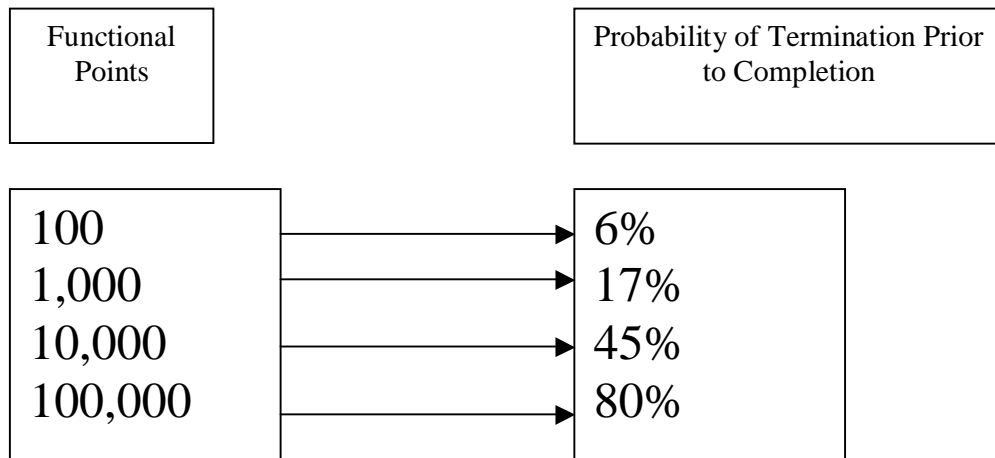 Functional
Points
Probability of Termination Prior
to Completion
100
1,000
10,000
100,000
6%
17%
45%
80%